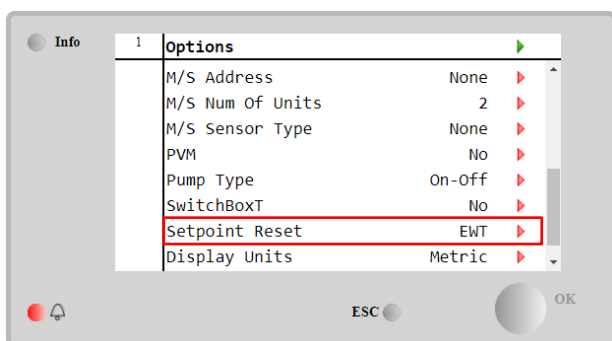 Info
1 Options
M/S Address None
M/S Num Of Units 2
M/S Sensor Type None
PVM No
Pump Type On-Off
SwitchBoxT No
Setpoint Reset EWT
Display Units Metric
ESC OK